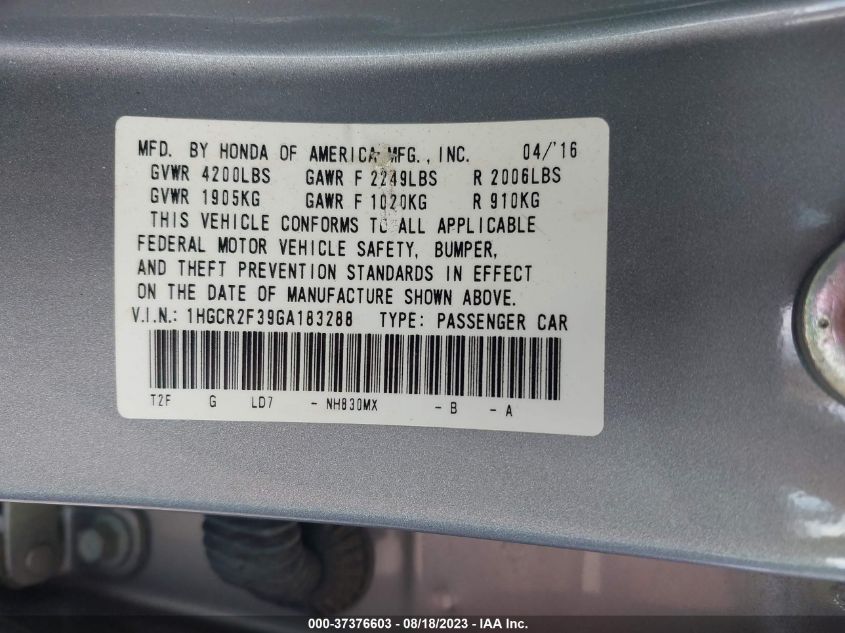 MFD. BY HONDA OF AMERICA MFG., INC. 04/'16
GVWR 4200LBS GAWR F 2249LBS R 2006LBS
GVWR 1905KG GAWR F 1020KG R 910KG
THIS VEHICLE CONFORMS TO ALL APPLICABLE
FEDERAL MOTOR VEHICLE SAFETY, BUMPER,
AND THEFT PREVENTION STANDARDS IN EFFECT
ON THE DATE OF MANUFACTURE SHOWN ABOVE.
V.I.N.: 1HGCR2F39GA183288 TYPE: PASSENGER CAR
T2F G LD7 - NH830MX - B - A
000-37376603 - 08/18/2023 - IAA Inc.